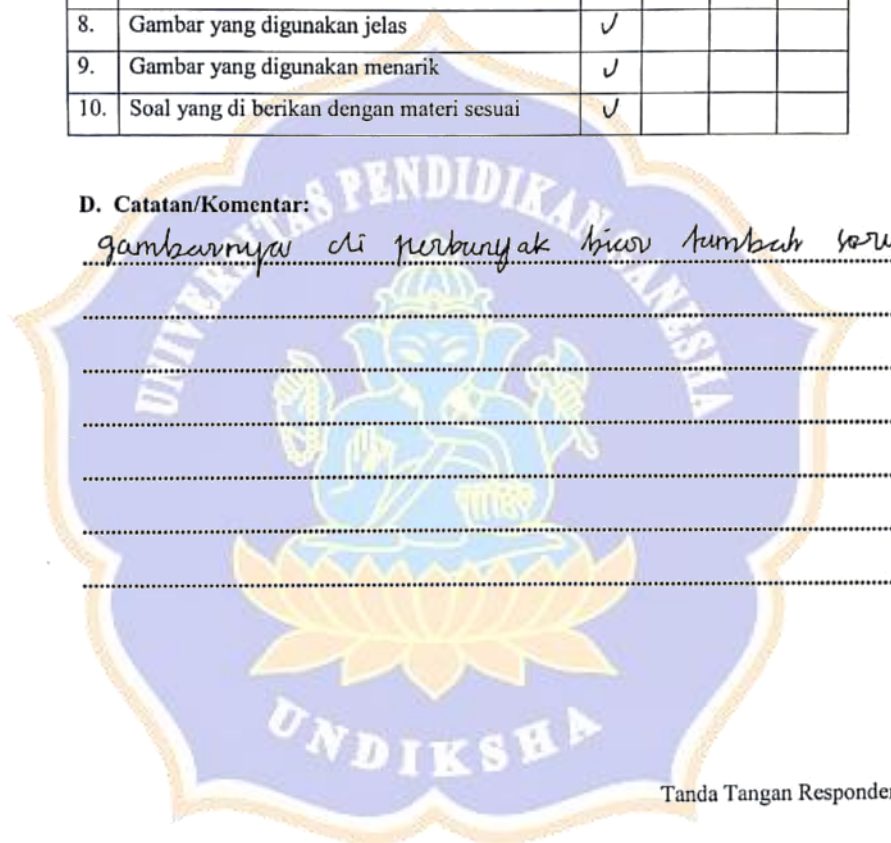 8. Gambar yang digunakan jelas ✓
9. Gambar yang digunakan menarik ✓
10. Soal yang di berikan dengan materi sesuai ✓
UNIVERSITAS PENDIDIKAN GANESHA
D. Catatan/Komentar:
gambarnya di perbanyak biar tambah seru
UNDIKSHA
Tanda Tangan Responden